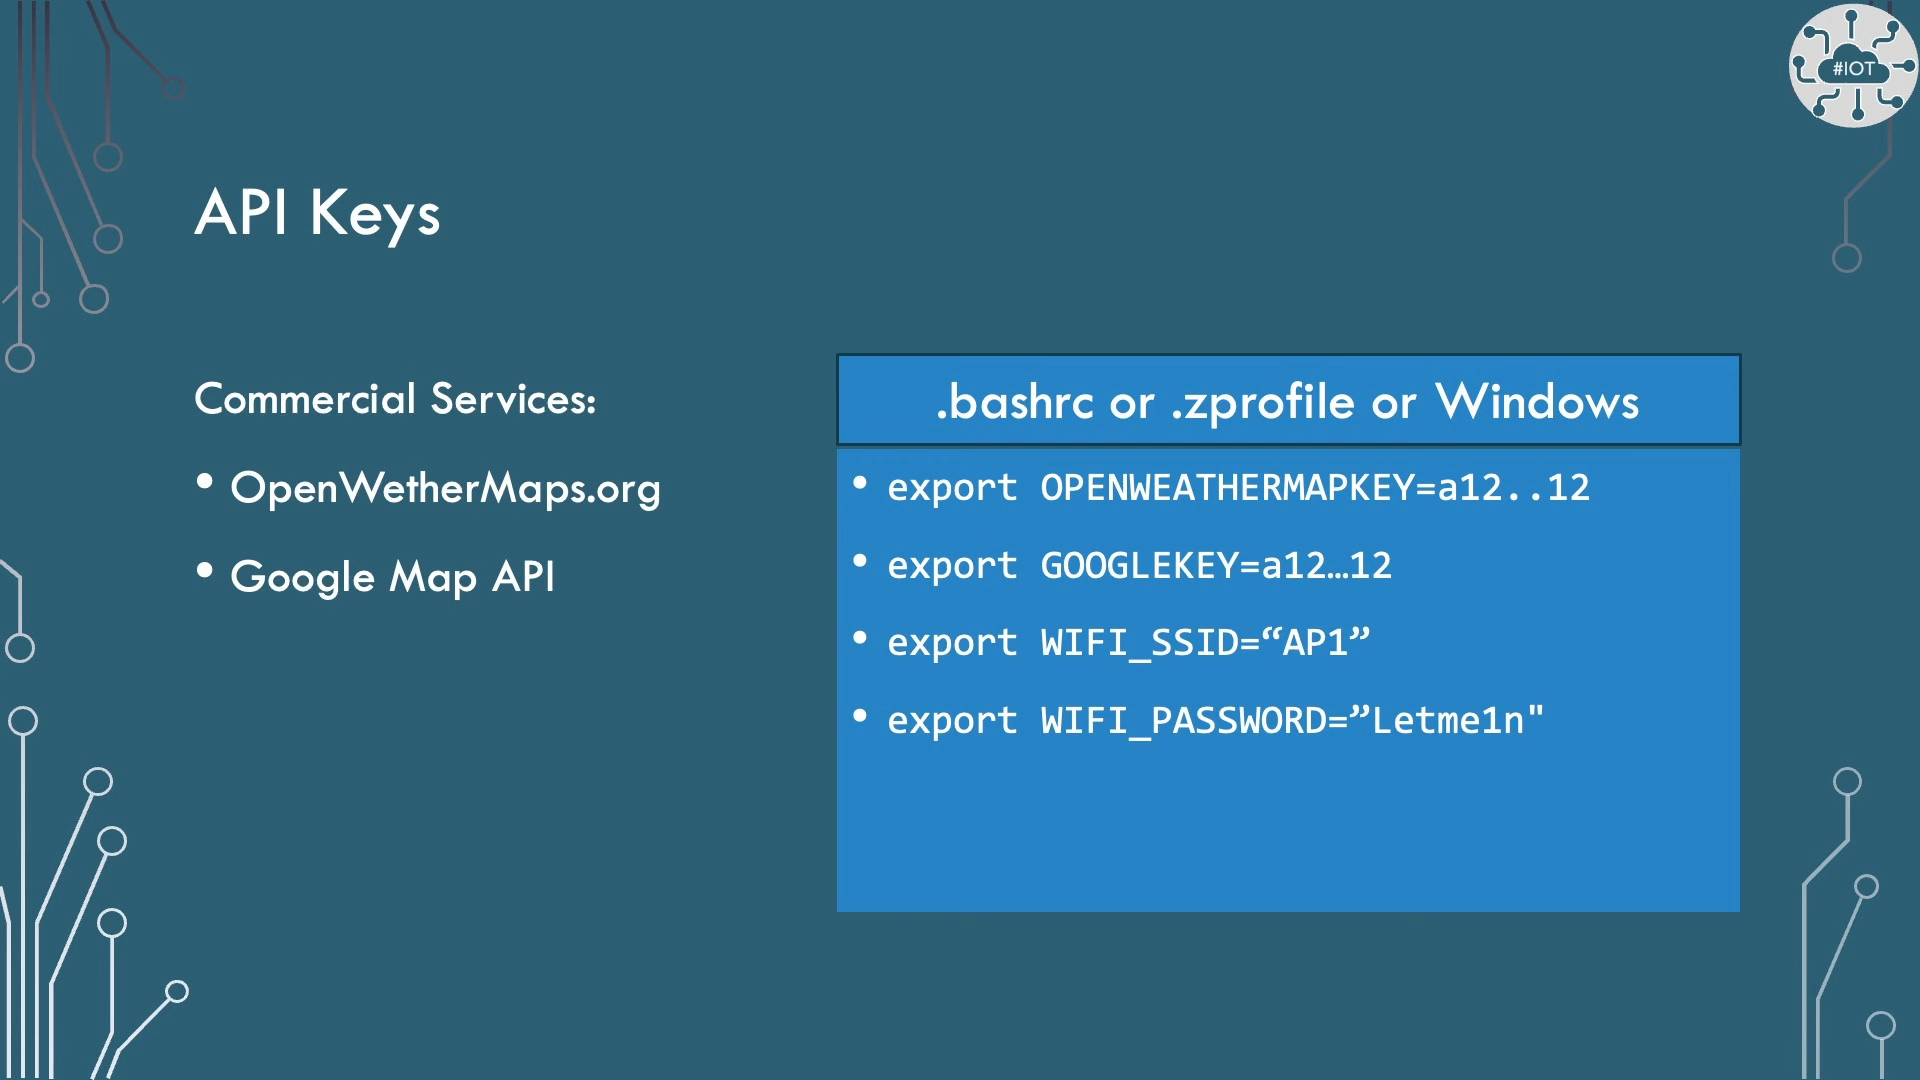 #IOT
API Keys
Commercial Services:
• OpenWetherMaps.org
• Google Map API
.bashrc or .zprofile or Windows
• export OPENWEATHERMAPKEY=a12..12
• export GOOGLEKEY=a12…12
• export WIFI_SSID=“AP1”
• export WIFI_PASSWORD=”Letme1n"